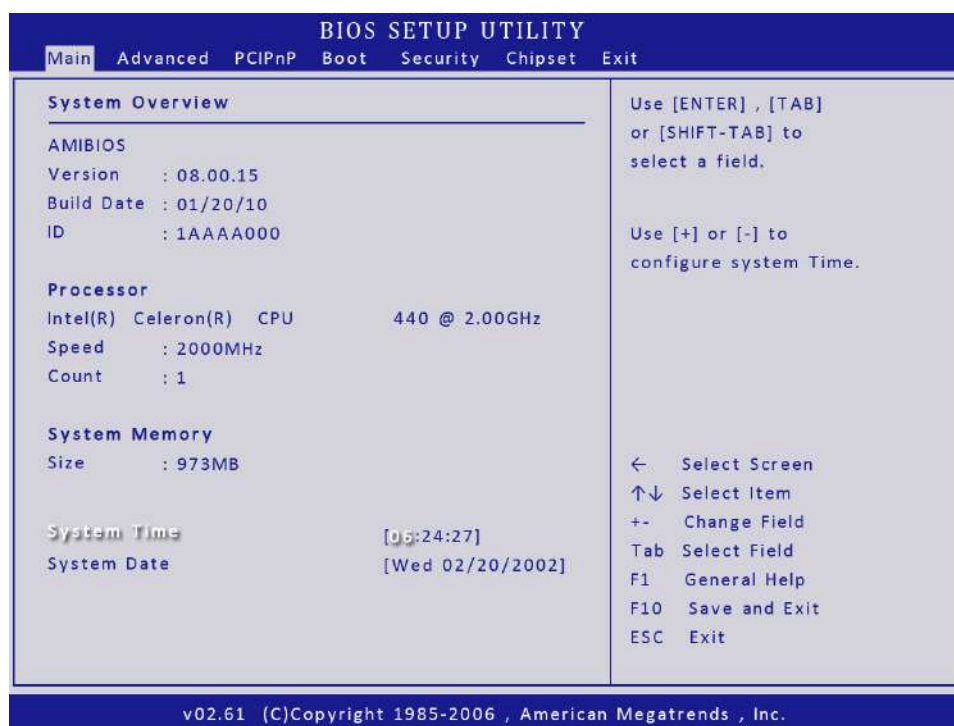 BIOS SETUP UTILITY
Main Advanced PCIPnP Boot Security Chipset Exit
System Overview
AMIBIOS
Version : 08.00.15
Build Date : 01/20/10
ID : 1AAAA000
Processor
Intel(R) Celeron(R) CPU 440 @ 2.00GHz
Speed : 2000MHz
Count : 1
System Memory
Size : 973MB
System Time [06:24:27]
System Date [Wed 02/20/2002]
Use [ENTER] , [TAB]
or [SHIFT-TAB] to
select a field.
Use [+] or [-] to
configure system Time.
← Select Screen
↑↓ Select Item
+- Change Field
Tab Select Field
F1 General Help
F10 Save and Exit
ESC Exit
v02.61 (C)Copyright 1985-2006 , American Megatrends , Inc.